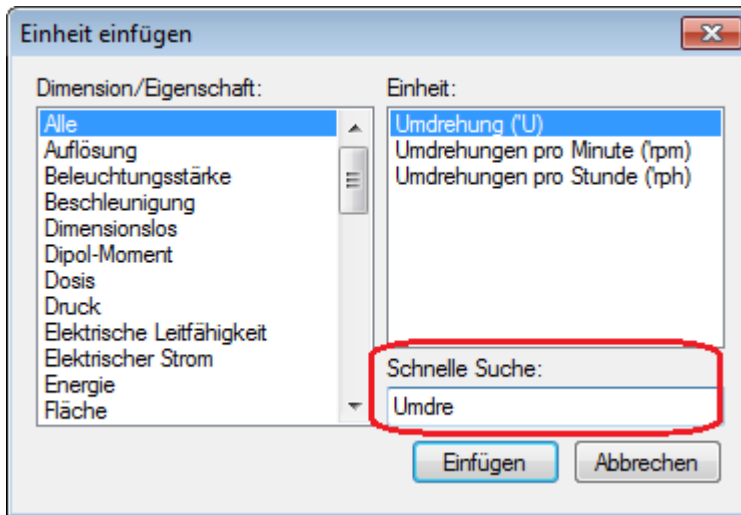 Einheit einfügen
Dimension/Eigenschaft:
Alle
Auflösung
Beleuchtungsstärke
Beschleunigung
Dimensionslos
Dipol-Moment
Dosis
Druck
Elektrische Leitfähigkeit
Elektrischer Strom
Energie
Fläche
Einheit:
Umdrehung ('U)
Umdrehungen pro Minute ('rpm)
Umdrehungen pro Stunde ('rph)
Schnelle Suche:
Umdre
Einfügen
Abbrechen